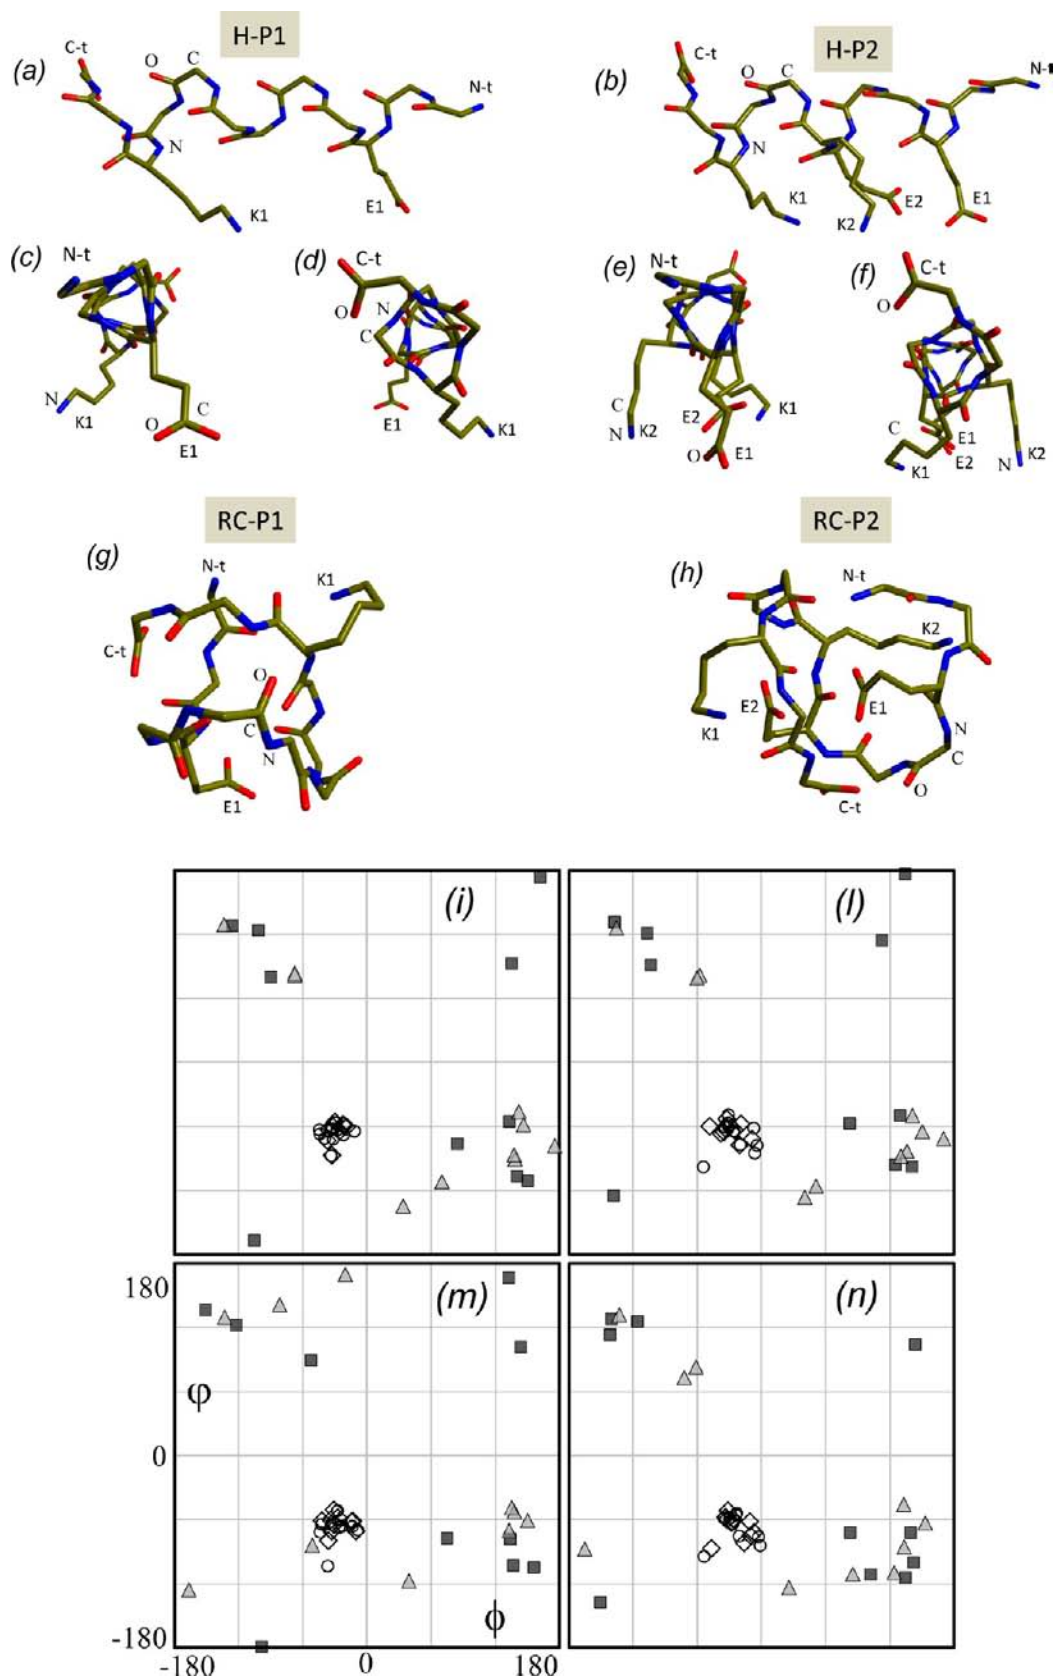 H-P1
H-P2
(a)
C-t
O
C
N-t
N
K1
E1
(b)
C-t
O
C
N
K1
K2
E2
E1
(c)
N-t
N
K1
O
C
E1
(d)
C-t
O
N
C
E1
K1
(e)
N-t
C
N
K2
E2
K1
O
E1
(f)
C-t
O
C
K1
E1
E2
N
K2
RC-P1
RC-P2
(g)
N-t
K1
C-t
O
C
N
E1
(h)
N-t
K2
K1
E2
E1
N
C
O
C-t
(i)
(l)
(m)
(n)
180
φ
0
-180
ϕ
-180
0
180